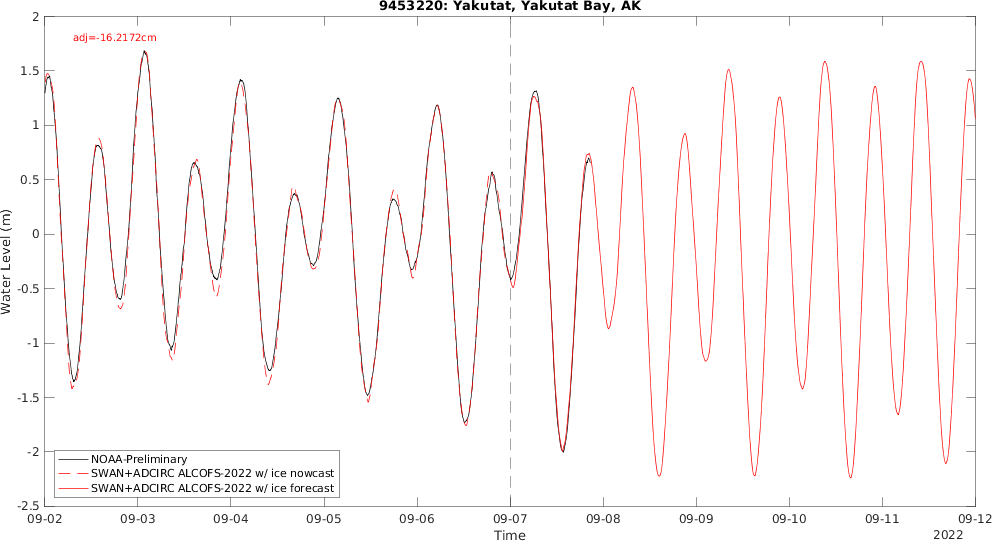 9453220: Yakutat, Yakutat Bay, AK
adj=-16.2172cm
2
1.5
1
0.5
0
-0.5
-1
-1.5
-2
-2.5
Water Level (m)
NOAA-Preliminary
SWAN+ADCIRC ALCOFS-2022 w/ ice nowcast
SWAN+ADCIRC ALCOFS-2022 w/ ice forecast
09-02 09-03 09-04 09-05 09-06 09-07 09-08 09-09 09-10 09-11 09-12
Time
2022